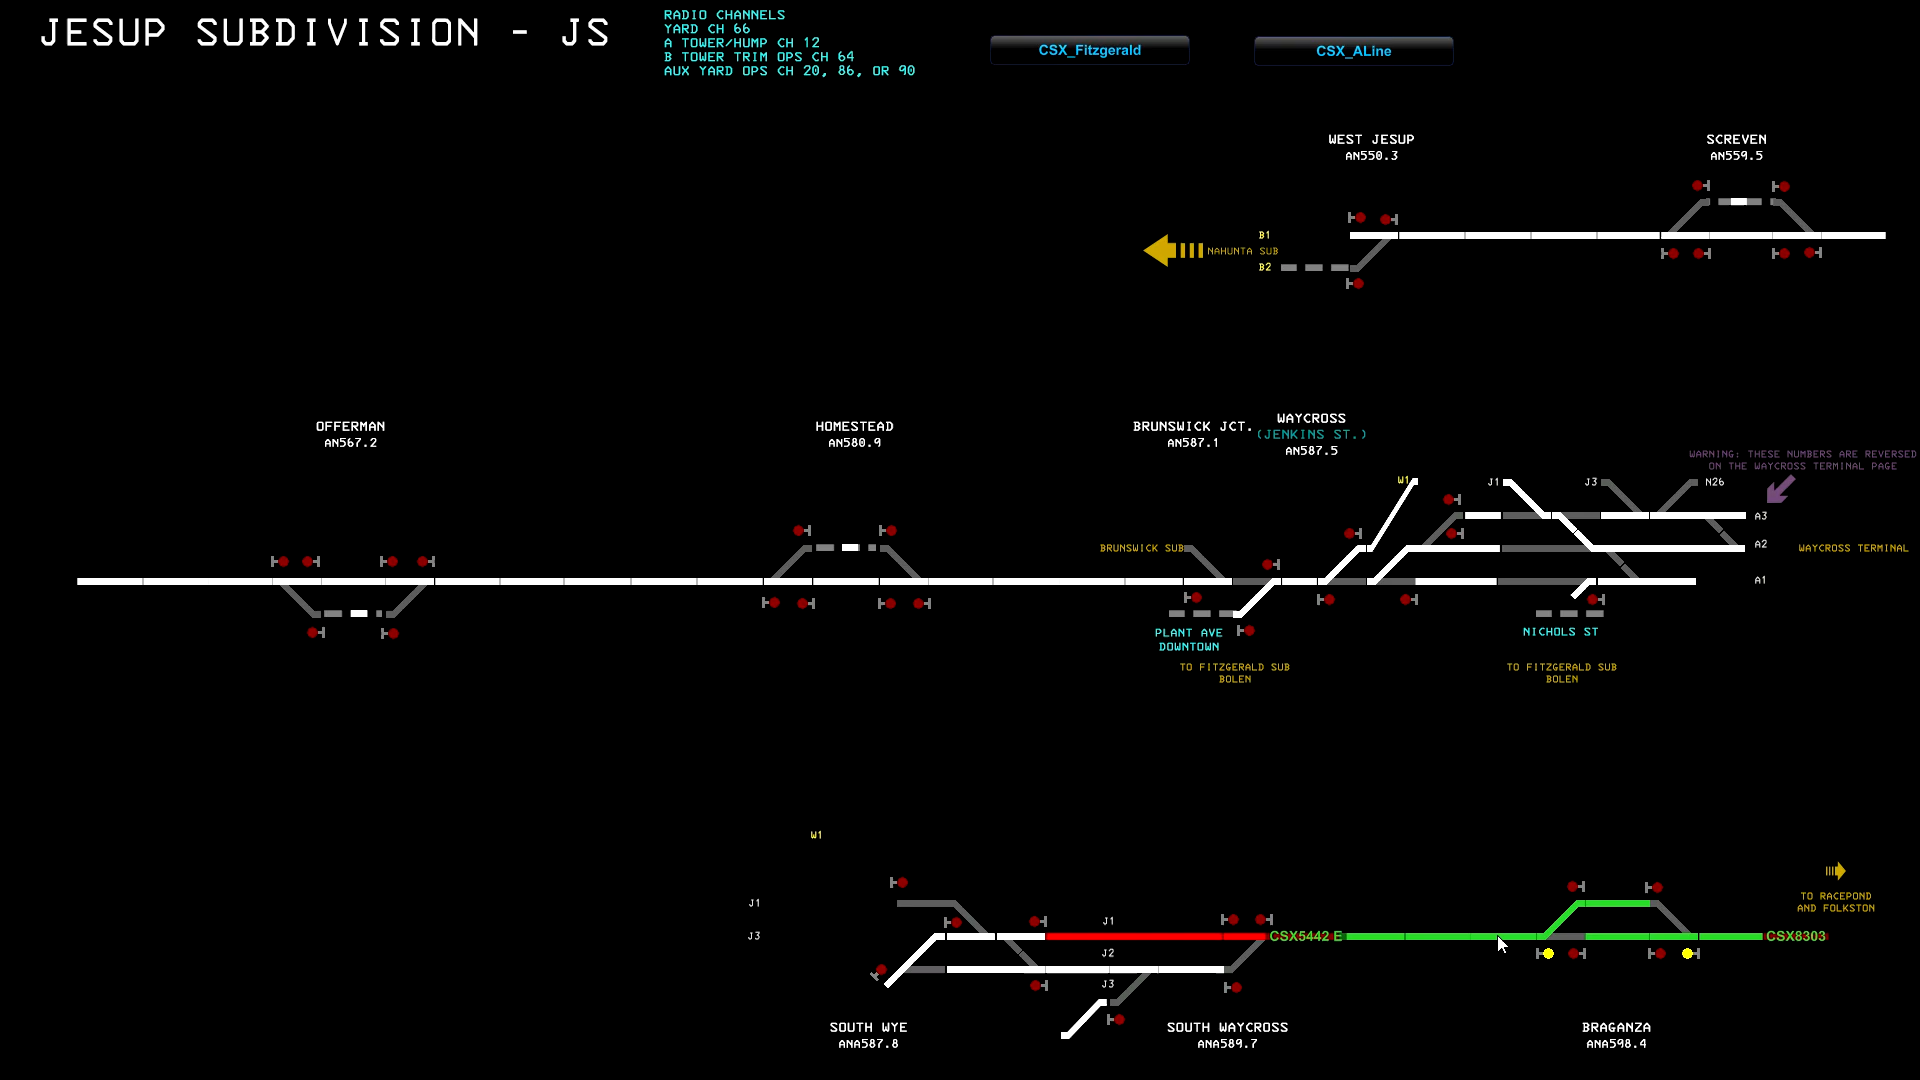 JESUP SUBDIVISION - JS
RADIO CHANNELS
YARD CH 66
A TOWER/HUMP CH 12
B TOWER TRIM OPS CH 64
AUX YARD OPS CH 20, 86, OR 90
CSX_Fitzgerald
CSX_ALine
WEST JESUP
AN550.3
SCREVEN
AN559.5
B1
NAHUNTA SUB
B2
OFFERMAN
AN567.2
HOMESTEAD
AN580.9
BRUNSWICK JCT.
AN587.1
WAYCROSS
(JENKINS ST.)
AN587.5
WARNING: THESE NUMBERS ARE REVERSED
ON THE WAYCROSS TERMINAL PAGE
W1
J1
J3
N26
A3
A2
A1
WAYCROSS TERMINAL
BRUNSWICK SUB
PLANT AVE
DOWNTOWN
TO FITZGERALD SUB
BOLEN
NICHOLS ST
TO FITZGERALD SUB
BOLEN
W1
J1
J3
J1
J2
J3
CSX5442 E
CSX8303
TO RACEPOND
AND FOLKSTON
SOUTH WYE
ANA587.8
SOUTH WAYCROSS
ANA589.7
BRAGANZA
ANA598.4